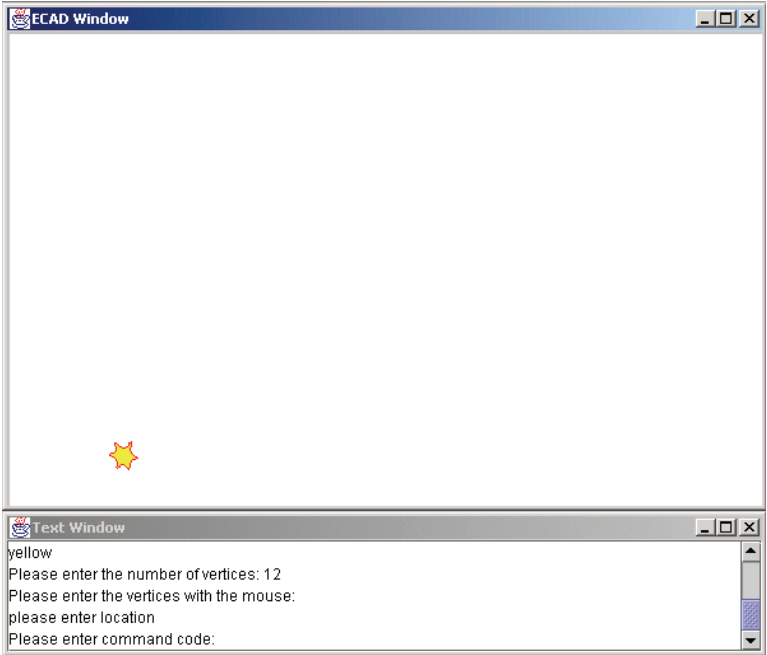 ECAD Window
Text Window
yellow
Please enter the number of vertices: 12
Please enter the vertices with the mouse:
please enter location
Please enter command code: